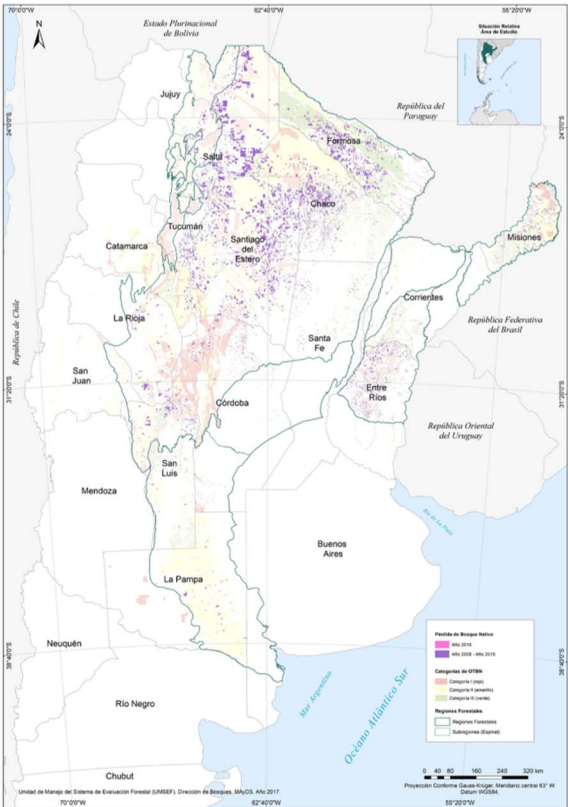 70°0'0"W
62°40'0"W
55°20'0"W
N
Estado Plurinacional
de Bolivia
Situación Relativa
Área de Estudio
República del
Paraguay
Jujuy
24°0'0"S
24°0'0"S
Formosa
Salta
Chaco
Tucumán
Misiones
Catamarca
Santiago
del
Estero
Corrientes
La Rioja
República Federativa
del Brasil
República de Chile
Santa
Fe
San
Juan
31°20'0"S
31°20'0"S
Entre
Ríos
Córdoba
República Oriental
del Uruguay
San
Luis
Mendoza
Río de La Plata
Buenos
Aires
La Pampa
Neuquén
38°40'0"S
38°40'0"S
Mar Argentino
Océano Atlántico Sur
Río Negro
Chubut
Pérdida de Bosque Nativo
Año 2016
Año 2008 - Año 2015
Categorías de OTBN
Categoría I (rojo)
Categoría II (amarillo)
Categoría III (verde)
Regiones Forestales
Regiones Forestales
Subregiones (Espinal)
0 40 80 160 240 320 km
Proyección Conforme Gauss-Krüger. Meridiano central 63° W.
Datum WGS84.
Unidad de Manejo del Sistema de Evaluación Forestal (UMSEF). Dirección de Bosques. MAyDS. Año 2017.
70°0'0"W
62°40'0"W
55°20'0"W